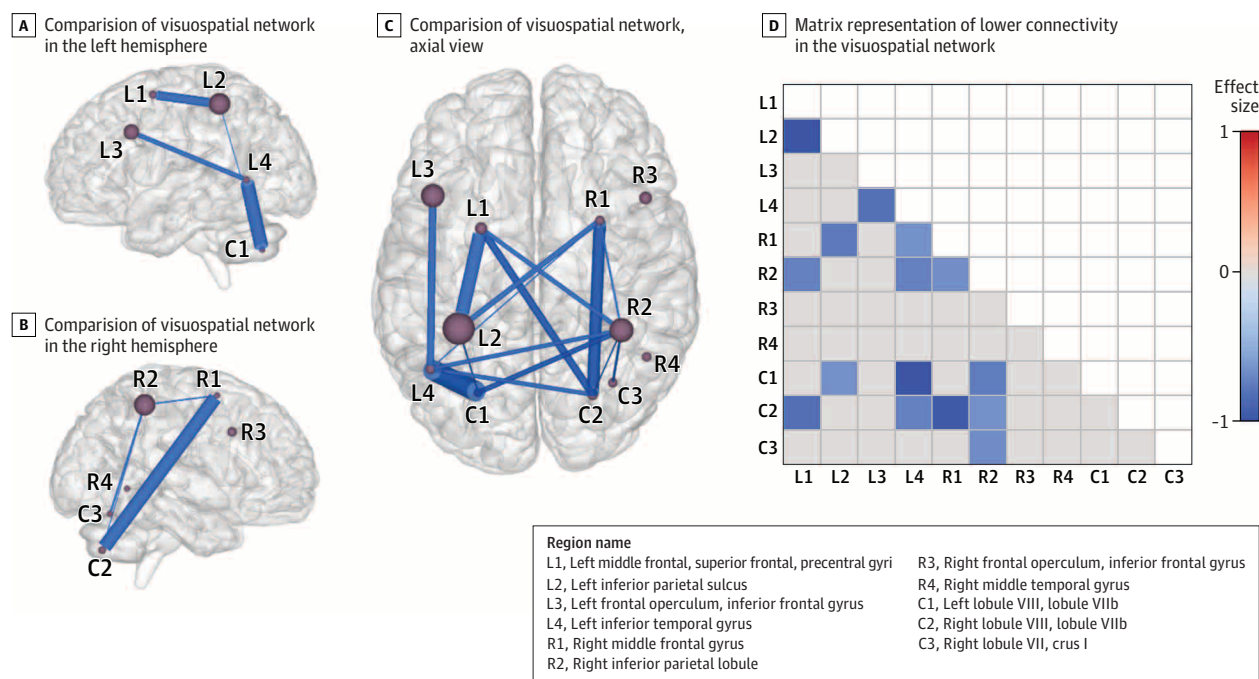 A Comparision of visuospatial network
in the left hemisphere
L1
L2
L3
L4
C1
B Comparision of visuospatial network
in the right hemisphere
R2
R1
R3
R4
C3
C2
C Comparision of visuospatial network,
axial view
L3
R3
L1
R1
L2
R2
R4
L4
C1
C2
C3
D Matrix representation of lower connectivity
in the visuospatial network
L1
L2
L3
L4
R1
R2
R3
R4
C1
C2
C3
L1 L2 L3 L4 R1 R2 R3 R4 C1 C2 C3
Effect
size
1
0
-1
Region name
L1, Left middle frontal, superior frontal, precentral gyri
L2, Left inferior parietal sulcus
L3, Left frontal operculum, inferior frontal gyrus
L4, Left inferior temporal gyrus
R1, Right middle frontal gyrus
R2, Right inferior parietal lobule
R3, Right frontal operculum, inferior frontal gyrus
R4, Right middle temporal gyrus
C1, Left lobule VIII, lobule VIIb
C2, Right lobule VIII, lobule VIIb
C3, Right lobule VII, crus I